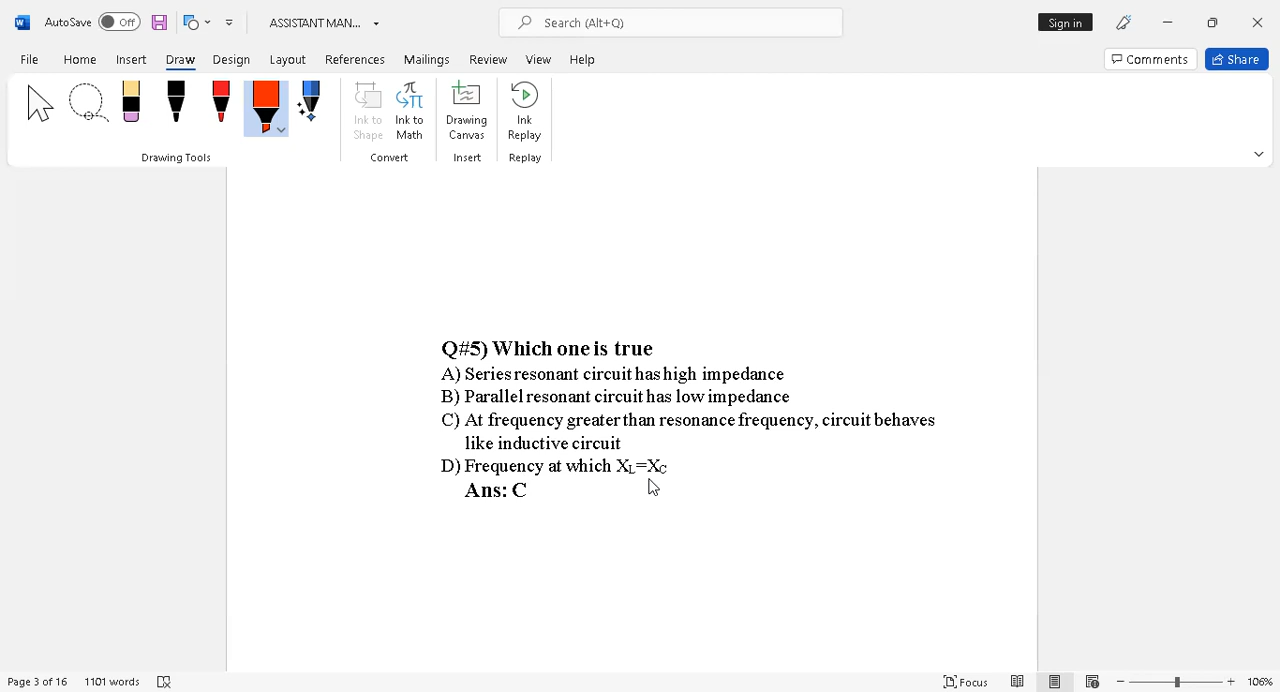 AutoSave Off ASSISTANT MAN... Search (Alt+Q) Sign in
File Home Insert Draw Design Layout References Mailings Review View Help Comments Share
Ink to Shape Ink to Math Drawing Canvas Ink Replay
Drawing Tools Convert Insert Replay
Q#5) Which one is true
A) Series resonant circuit has high impedance
B) Parallel resonant circuit has low impedance
C) At frequency greater than resonance frequency, circuit behaves
like inductive circuit
D) Frequency at which XL=XC
Ans: C
Page 3 of 16 1101 words Focus 106%